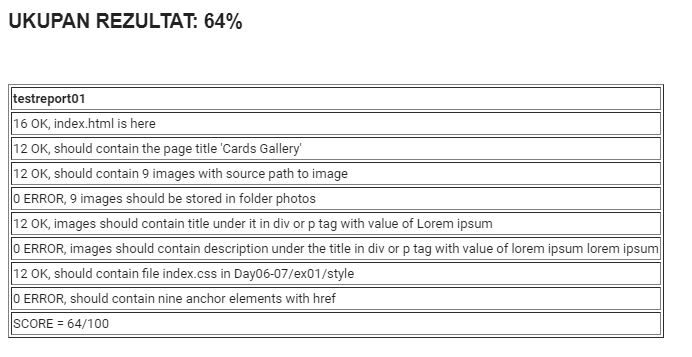 UKUPAN REZULTAT: 64%
testreport01
16 OK, index.html is here
12 OK, should contain the page title 'Cards Gallery'
12 OK, should contain 9 images with source path to image
0 ERROR, 9 images should be stored in folder photos
12 OK, images should contain title under it in div or p tag with value of Lorem ipsum
0 ERROR, images should contain description under the title in div or p tag with value of lorem ipsum lorem ipsum
12 OK, should contain file index.css in Day06-07/ex01/style
0 ERROR, should contain nine anchor elements with href
SCORE = 64/100